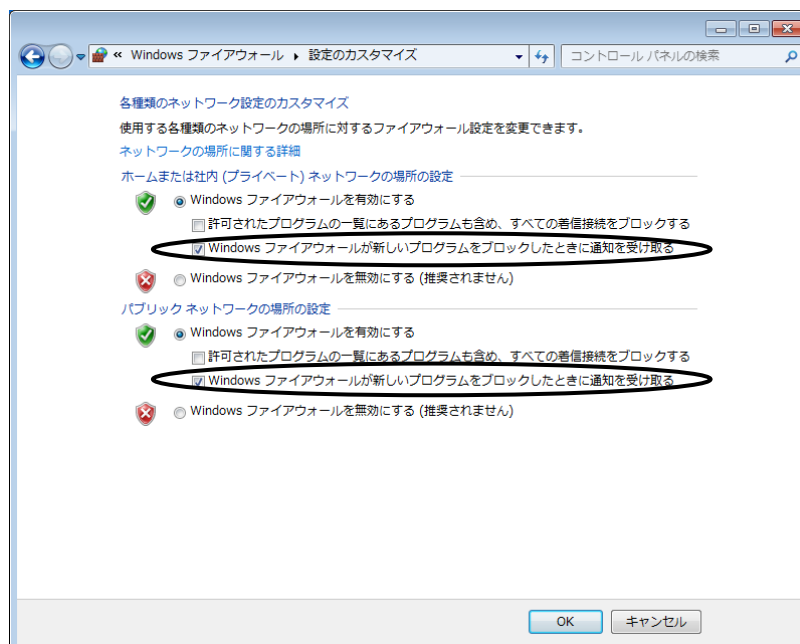 « Windows ファイアウォール ▸ 設定のカスタマイズ
コントロール パネルの検索
各種類のネットワーク設定のカスタマイズ
使用する各種類のネットワークの場所に対するファイアウォール設定を変更できます。
ネットワークの場所に関する詳細
ホームまたは社内 (プライベート) ネットワークの場所の設定
Windows ファイアウォールを有効にする
許可されたプログラムの一覧にあるプログラムも含め、すべての着信接続をブロックする
Windows ファイアウォールが新しいプログラムをブロックしたときに通知を受け取る
Windows ファイアウォールを無効にする (推奨されません)
パブリック ネットワークの場所の設定
Windows ファイアウォールを有効にする
許可されたプログラムの一覧にあるプログラムも含め、すべての着信接続をブロックする
Windows ファイアウォールが新しいプログラムをブロックしたときに通知を受け取る
Windows ファイアウォールを無効にする (推奨されません)
OK
キャンセル